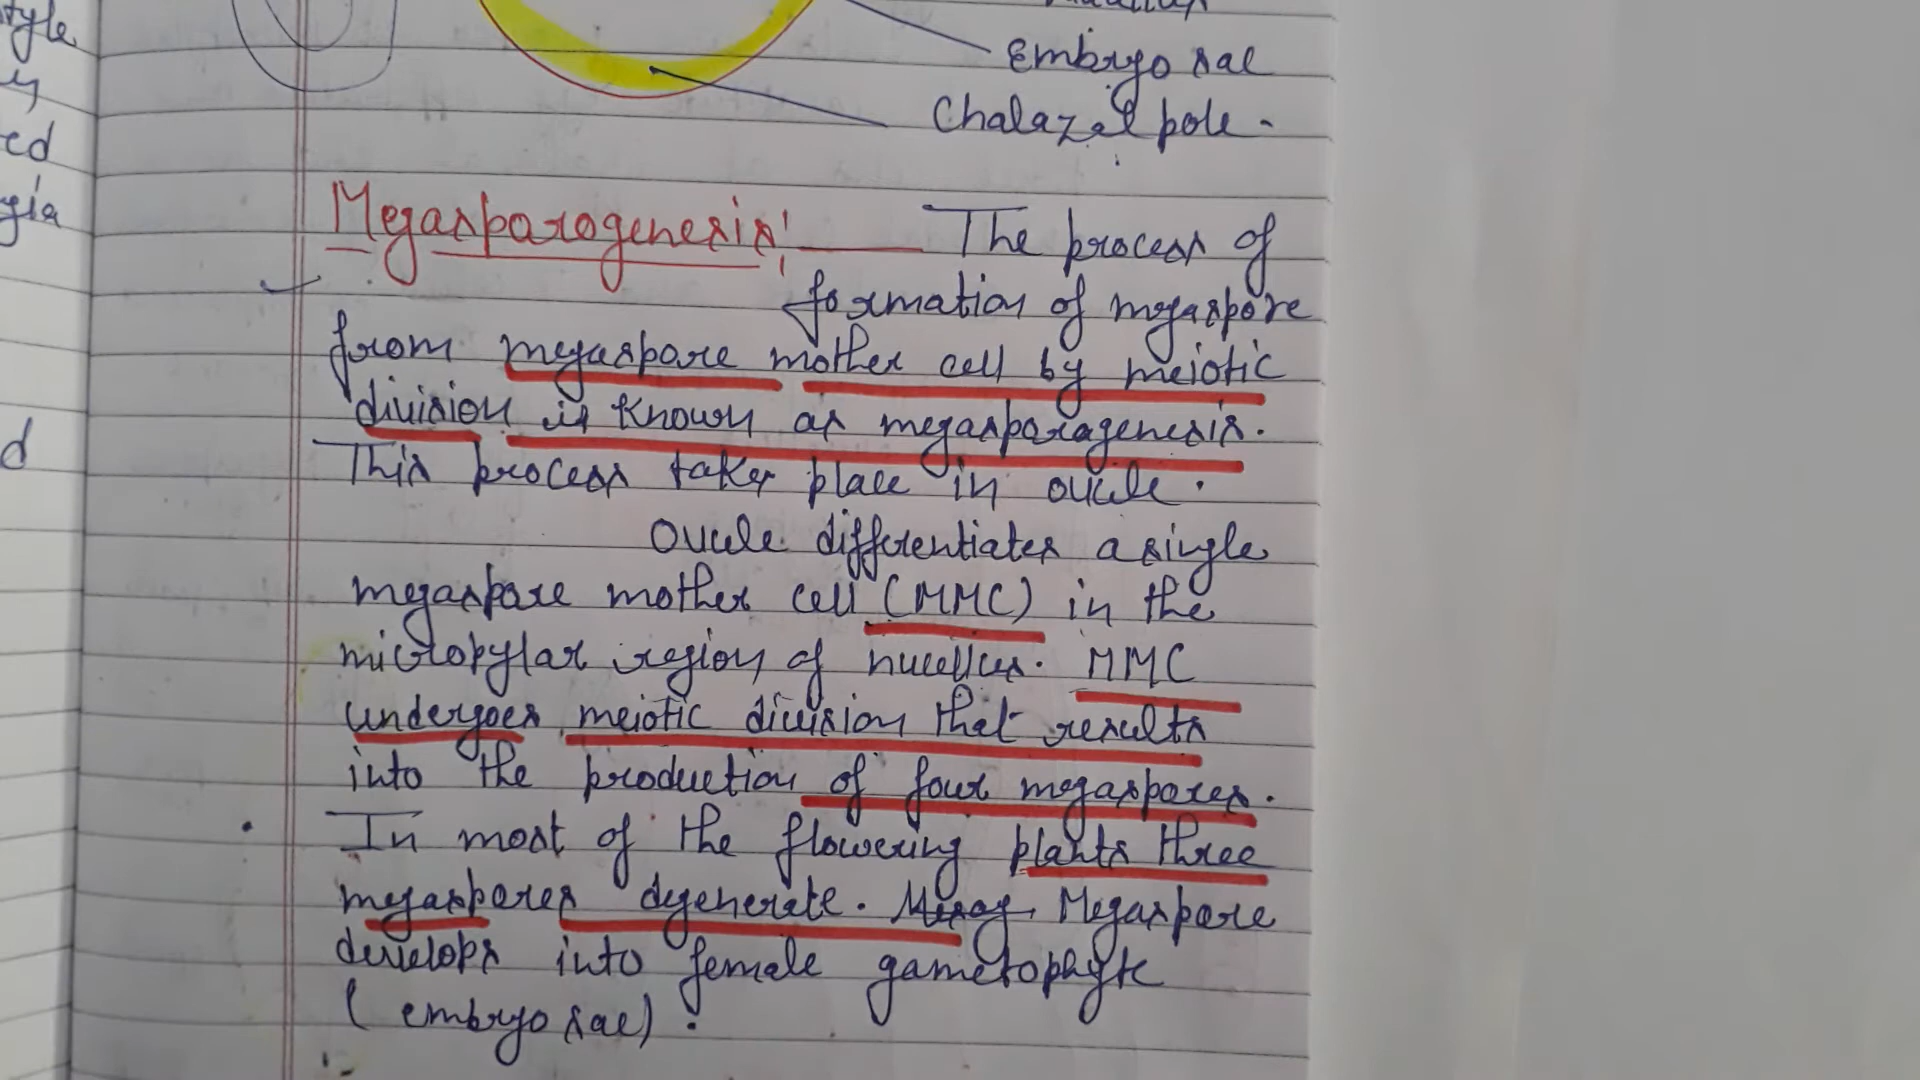 tyle
ed
gia
d
Embryo sac
Chalazal pole.
Megasporogenesis: The process of
formation of megaspore
from megaspore mother cell by meiotic
division is known as megasporogenesis.
This process takes place in ovule.
Ovule differentiates a single
megaspore mother cell (MMC) in the
micropylar region of nucellus. MMC
undergoes meiotic division that results
into the production of four megaspores.
In most of the flowering plants three
megaspores degenerate. Megaspore
develops into female gametophyte
(embryo sac).